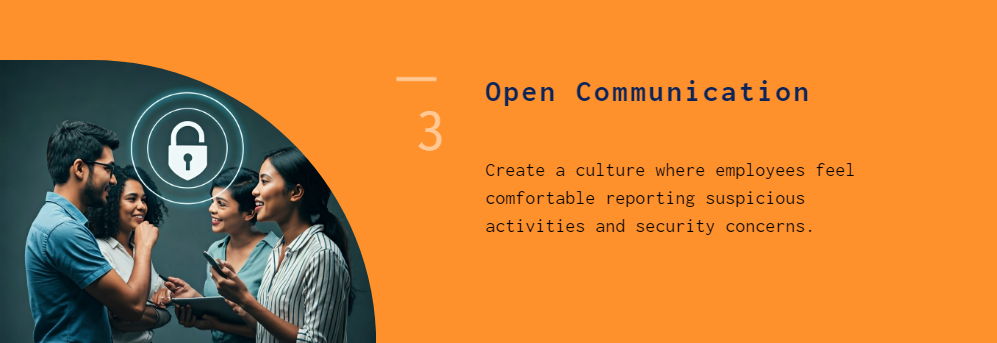 3
Open Communication
Create a culture where employees feel
comfortable reporting suspicious
activities and security concerns.